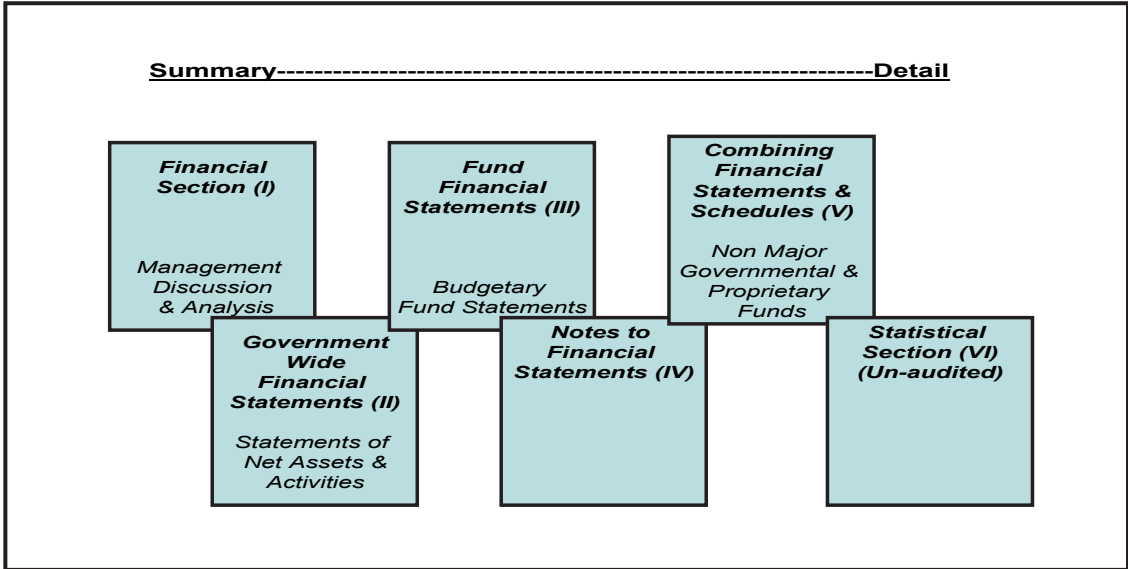 Summary----------------------------------------------------------------Detail
Financial
Section (I)
Management
Discussion
& Analysis
Government
Wide
Financial
Statements (II)
Statements of
Net Assets &
Activities
Fund
Financial
Statements (III)
Budgetary
Fund Statements
Notes to
Financial
Statements (IV)
Combining
Financial
Statements &
Schedules (V)
Non Major
Governmental &
Proprietary
Funds
Statistical
Section (VI)
(Un-audited)